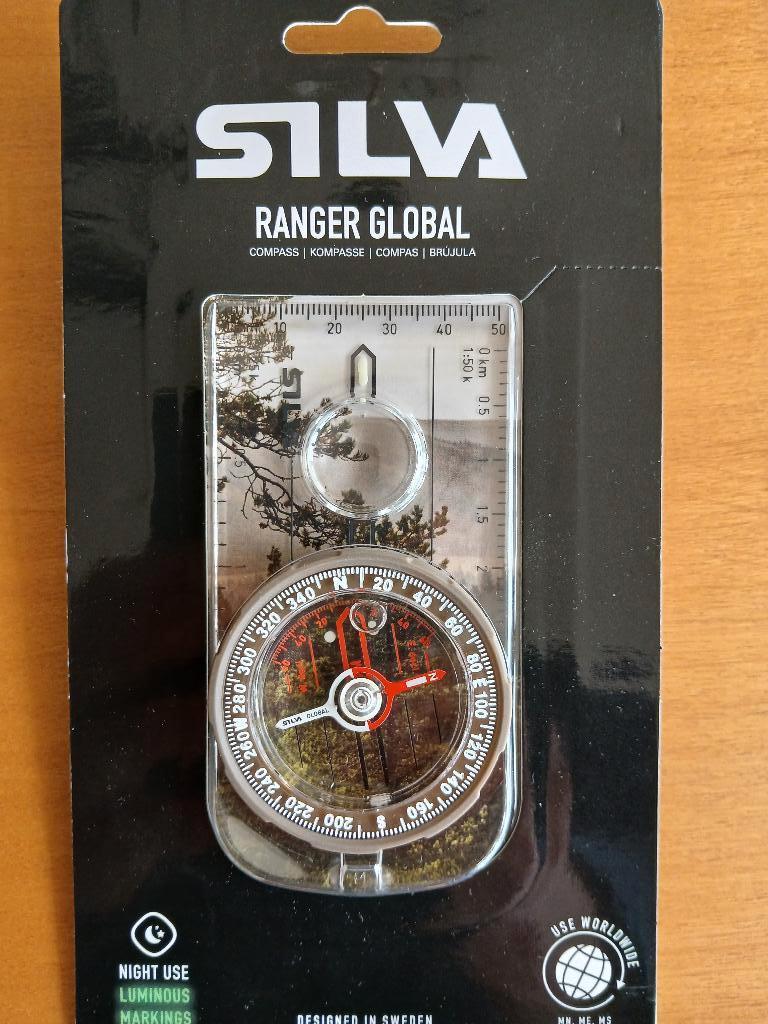 SILVA
RANGER GLOBAL
COMPASS | KOMPASSE | COMPAS | BRÚJULA
10 20 30 40 50
0 km
1:50 k
0.5
1
1.5
2
SILVA
N 20 40 60 80 E 100 120 140 160 S 200 220 240 260 W 280 300 320 340
N
SILVA GLOBAL
NIGHT USE
LUMINOUS
MARKINGS
USE WORLDWIDE
MN, ME, MS
DESIGNED IN SWEDEN